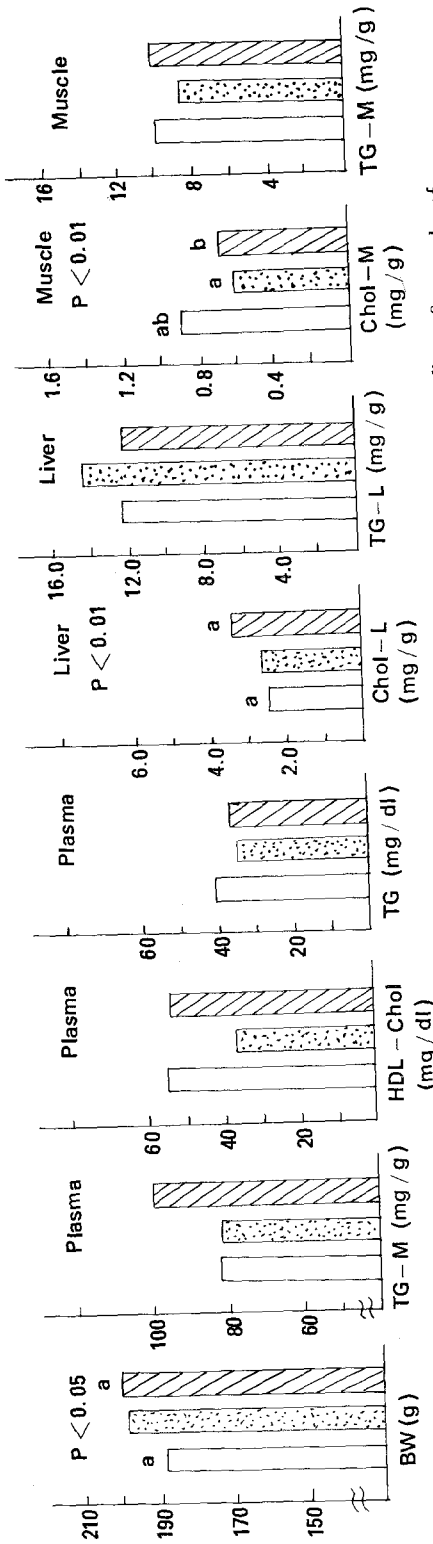 P < 0.05
210
190
170
150
a
a
BW (g)
Plasma
100
80
60
TG–M (mg/g)
Plasma
60
40
20
HDL–Chol
(mg/dl)
Plasma
60
40
20
TG (mg/dl)
Liver
P < 0.01
6.0
4.0
2.0
a
a
Chol–L
(mg/g)
Liver
16.0
12.0
8.0
4.0
TG–L (mg/g)
Muscle
P < 0.01
1.6
1.2
0.8
0.4
ab
a
b
Chol–M
(mg/g)
Muscle
16
12
8
4
TG–M (mg/g)